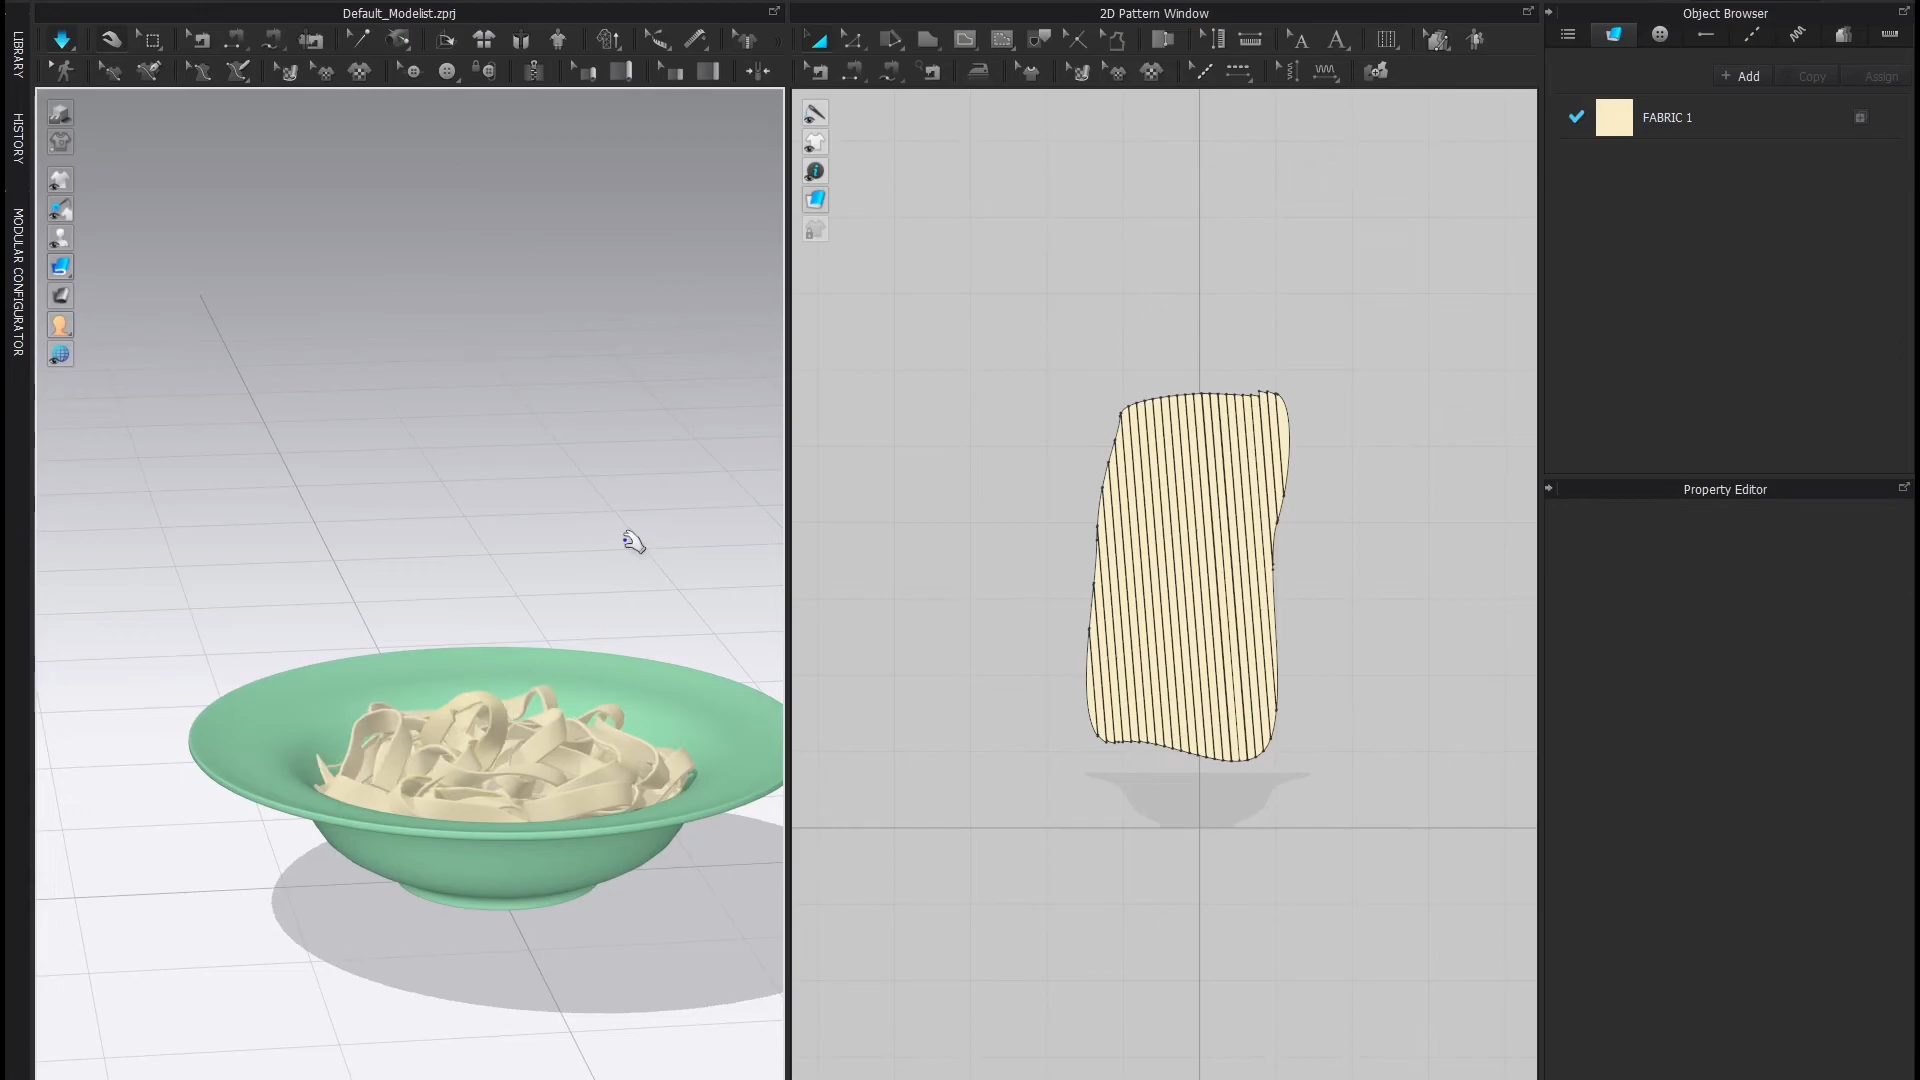 Default_Modelist.zprj
2D Pattern Window
Object Browser
LIBRARY
HISTORY
MODULAR CONFIGURATOR
+ Add
Copy
Assign
FABRIC 1
Property Editor